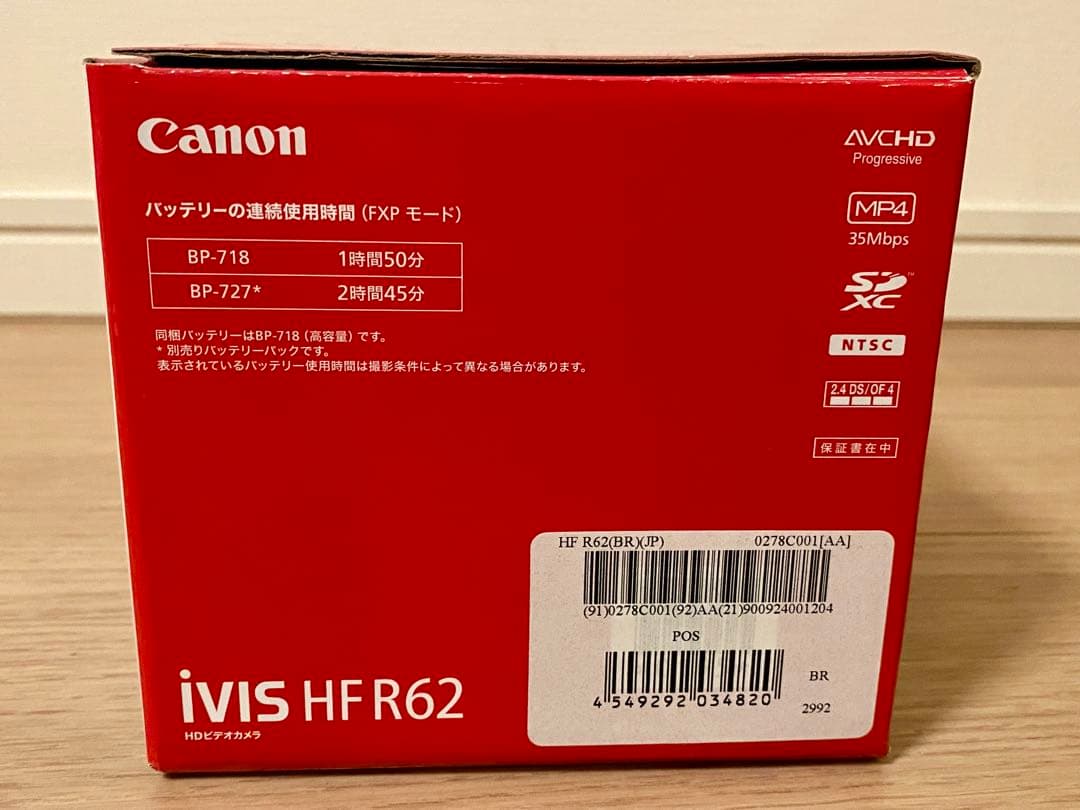 Canon
バッテリーの連続使用時間（FXP モード）
BP-718 1時間50分
BP-727* 2時間45分
同梱バッテリーはBP-718（高容量）です。
* 別売りバッテリーパックです。
表示されているバッテリー使用時間は撮影条件によって異なる場合があります。
AVCHD
Progressive
MP4
35Mbps
SD
XC
™
NTSC
2.4 DS/OF 4
保証書在中
HF R62(BR)(JP) 0278C001[AA]
(91)0278C001(92)AA(21)900924001204
POS
4 549292 034820
BR
2992
iVIS HF R62
HDビデオカメラ